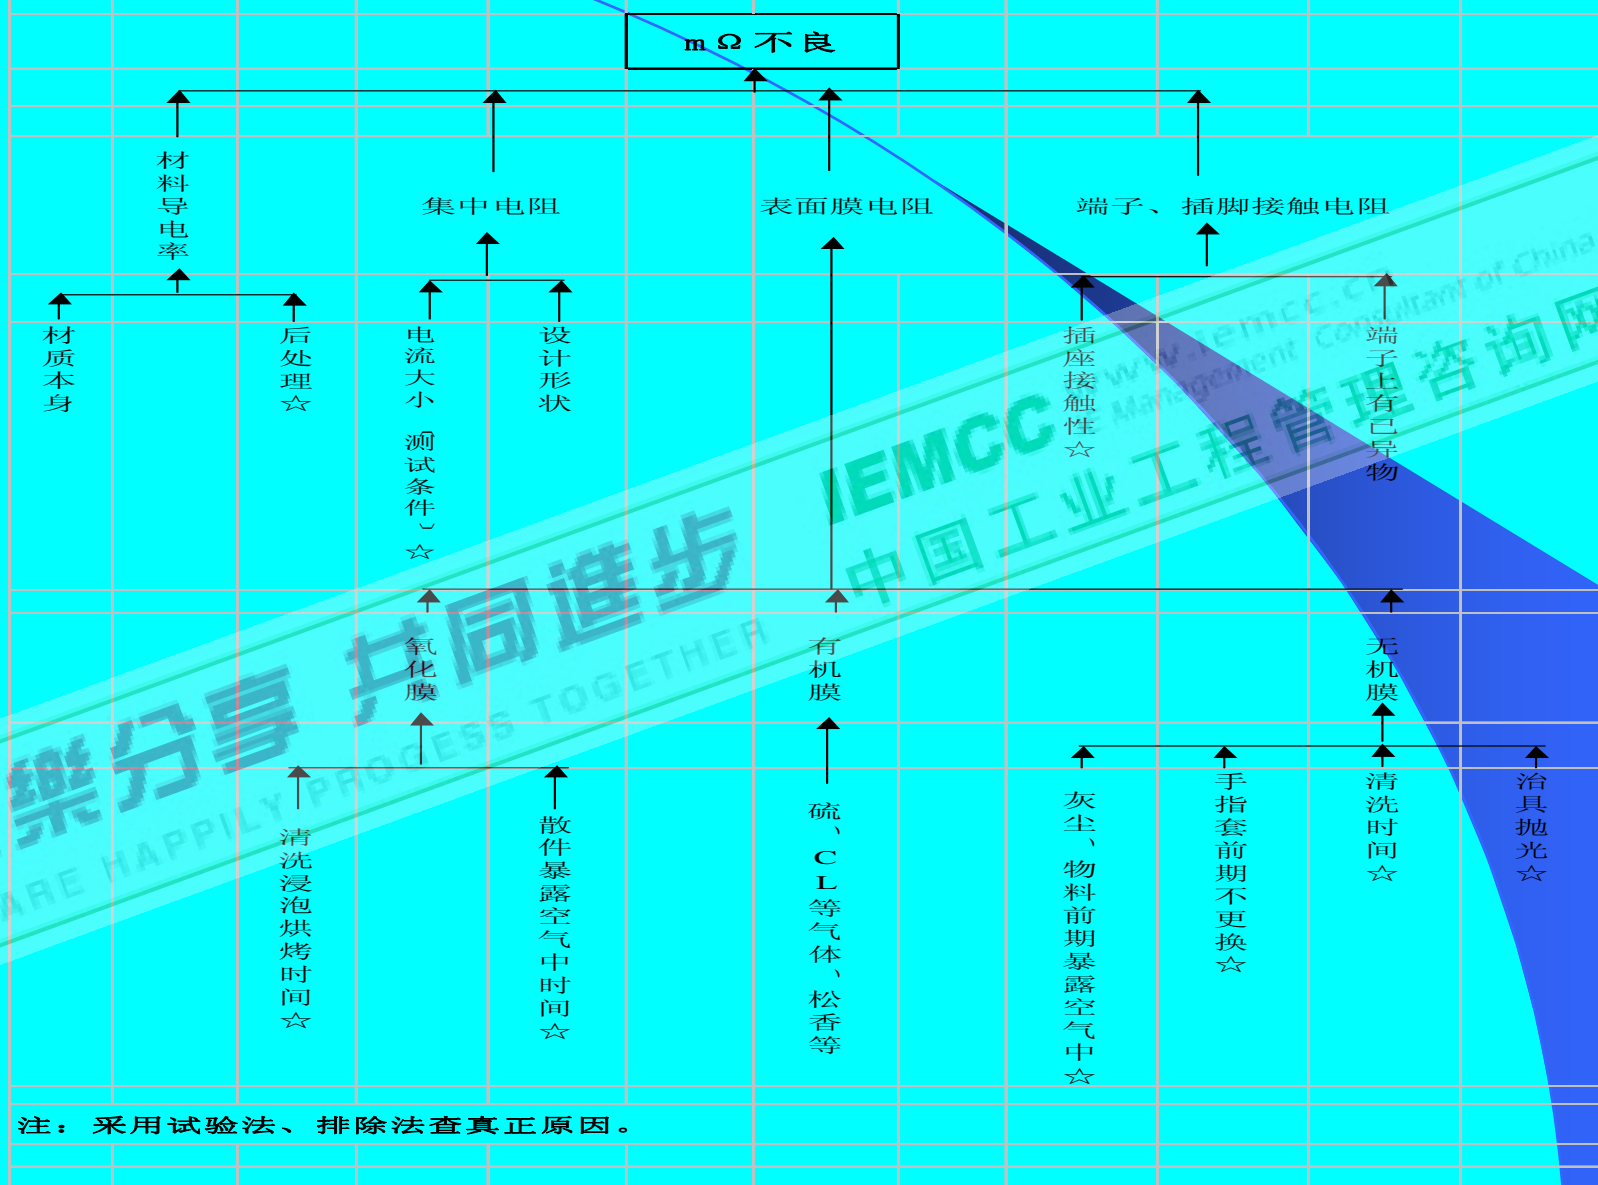 mΩ不良
材料导电率
集中电阻
表面膜电阻
端子、插脚接触电阻
材质本身
后处理☆
电流大小（测试条件）☆
设计形状
插座接触性☆
端子上有已异物
氧化膜
有机膜
无机膜
清洗浸泡烘烤时间☆
散件暴露空气中时间☆
硫、CL等气体、松香等
灰尘、物料前期暴露空气中☆
手指套前期不更换☆
清洗时间☆
治具抛光☆
注：采用试验法、排除法查真正原因。
樂分享 共同進步
ARE HAPPILY PROGESS TOGETHER
IEMCC
www.iemcc.cn
Management Consultant of China
中国工业工程管理咨询网